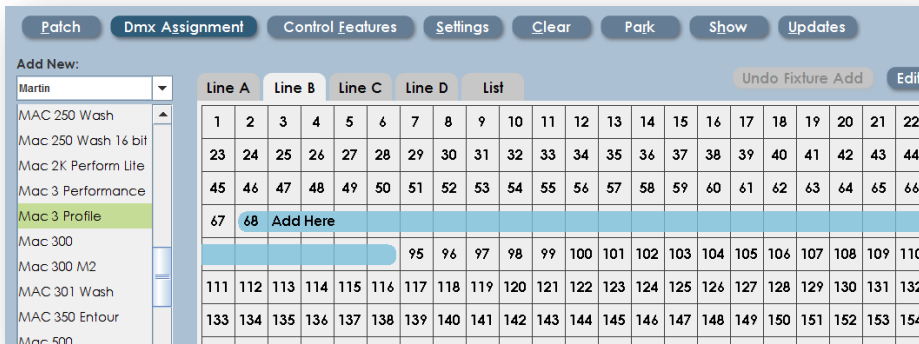 Patch Dmx Assignment Control Features Settings Clear Park Show Updates
Add New:
Martin
Line A Line B Line C Line D List Undo Fixture Add Edi
MAC 250 Wash
Mac 250 Wash 16 bit
Mac 2K Perform Lite
Mac 3 Performance
Mac 3 Profile
Mac 300
Mac 300 M2
MAC 301 Wash
MAC 350 Entour
Mac 500
1 2 3 4 5 6 7 8 9 10 11 12 13 14 15 16 17 18 19 20 21 22
23 24 25 26 27 28 29 30 31 32 33 34 35 36 37 38 39 40 41 42 43 44
45 46 47 48 49 50 51 52 53 54 55 56 57 58 59 60 61 62 63 64 65 66
67 68 Add Here
95 96 97 98 99 100 101 102 103 104 105 106 107 108 109 110
111 112 113 114 115 116 117 118 119 120 121 122 123 124 125 126 127 128 129 130 131 132
133 134 135 136 137 138 139 140 141 142 143 144 145 146 147 148 149 150 151 152 153 154